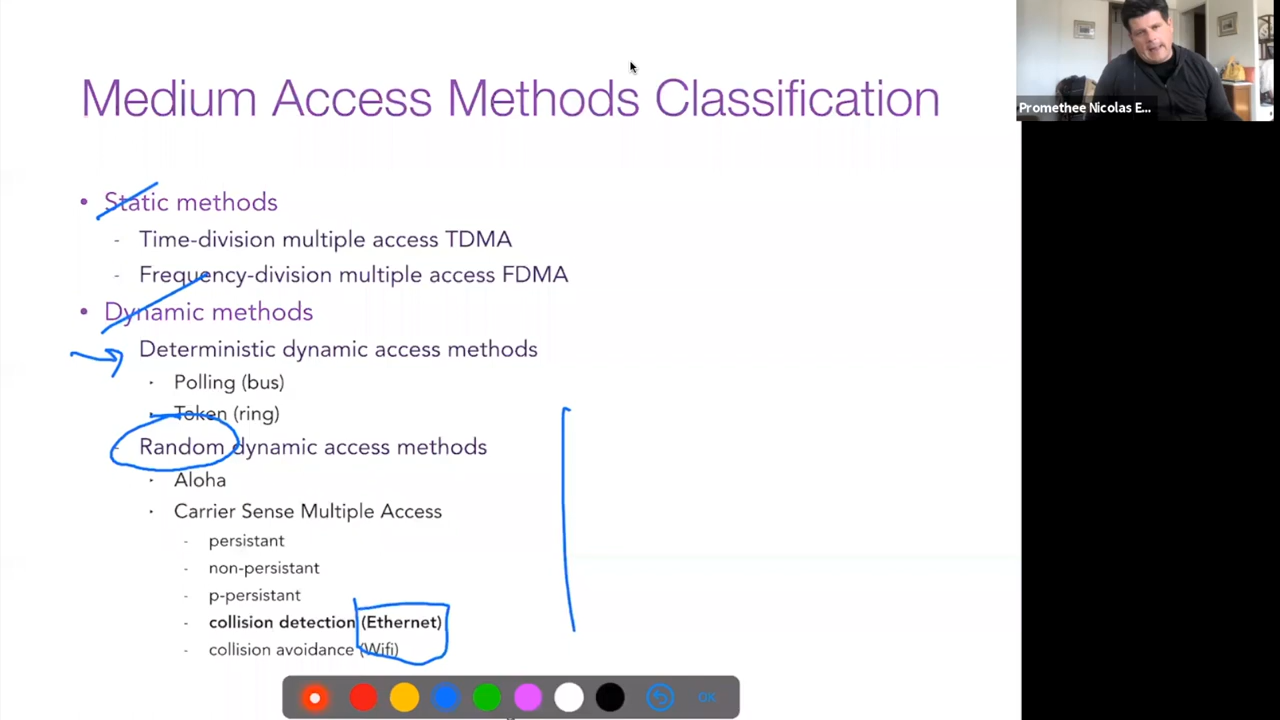 Medium Access Methods Classification
Promethee Nicolas E...
• Static methods
- Time-division multiple access TDMA
- Frequency-division multiple access FDMA
• Dynamic methods
Deterministic dynamic access methods
· Polling (bus)
· Token (ring)
- Random dynamic access methods
· Aloha
· Carrier Sense Multiple Access
- persistant
- non-persistant
- p-persistant
- collision detection (Ethernet)
- collision avoidance (Wifi)
OK